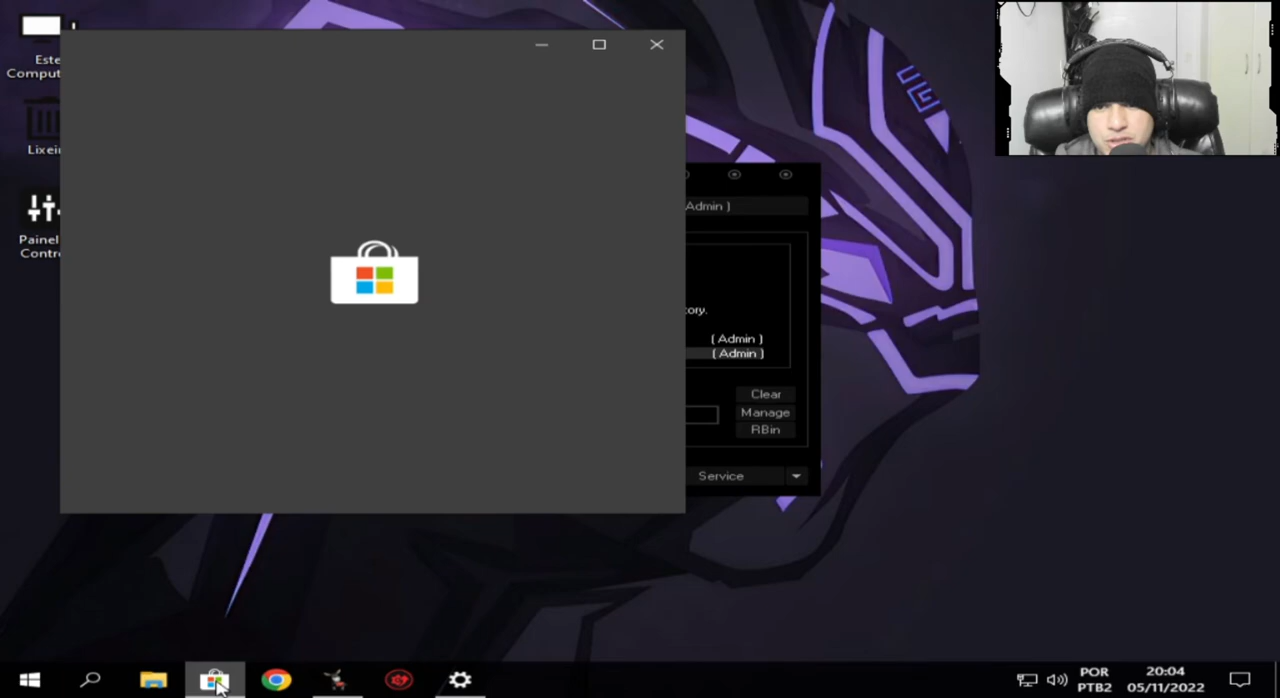 Este
Comput
Lixei
Painel
Contr
Admin ]
ory.
[ Admin ]
[ Admin ]
Clear
Manage
RBin
Service
POR
PTB2
20:04
05/11/2022